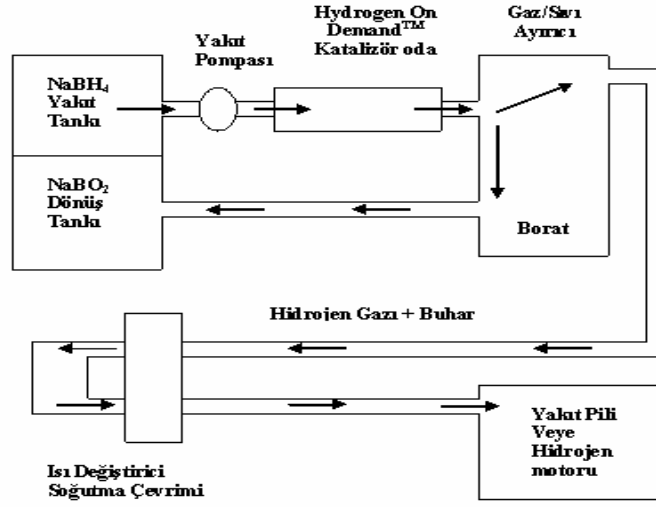 Hydrogen On
Demand™
Katalizör oda
Gaz/Sıvı
Ayırıcı
Yakıt
Pompası
NaBH₄
Yakıt
Tankı
NaBO₂
Dönüş
Tankı
Borat
Hidrojen Gazı + Buhar
Yakıt Pili
Veye
Hidrojen
motoru
Isı Değiştirici
Soğutma Çevrimi